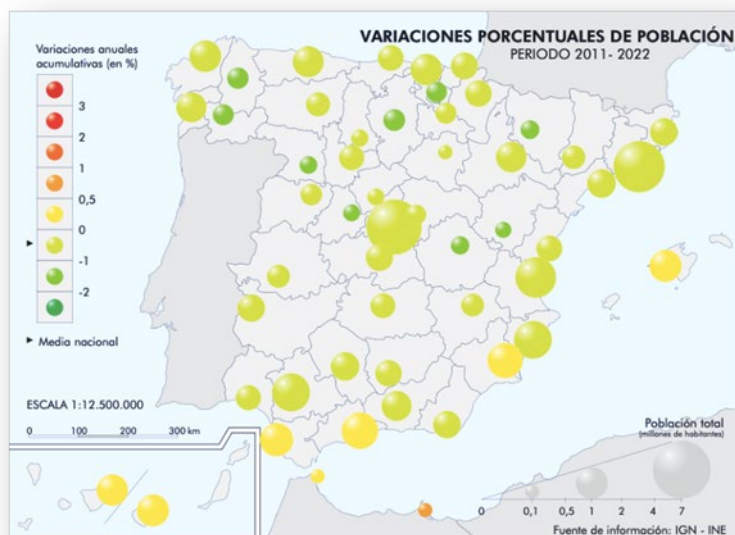 VARIACIONES PORCENTUALES DE POBLACIÓN
PERIODO 2011- 2022
Variaciones anuales
acumulativas (en %)
3
2
1
0,5
0
-1
-2
Media nacional
ESCALA 1:12.500.000
0 100 200 300 km
Población total
(millones de habitantes)
0 0,1 0,5 1 2 4 7
Fuente de información: IGN - INE